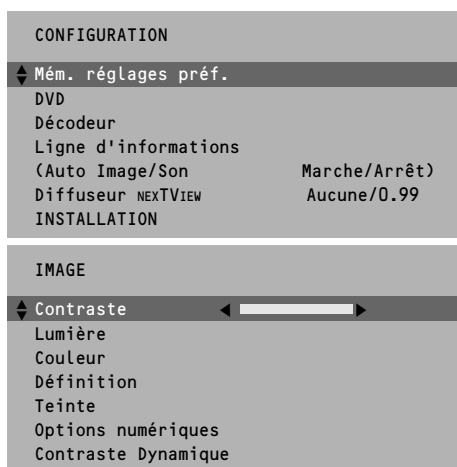 CONFIGURATION
Mém. réglages préf.
DVD
Décodeur
Ligne d'informations
(Auto Image/Son Marche/Arrêt)
Diffuseur NEXTVIEW Aucune/0.99
INSTALLATION
IMAGE
Contraste
Lumière
Couleur
Définition
Teinte
Options numériques
Contraste Dynamique